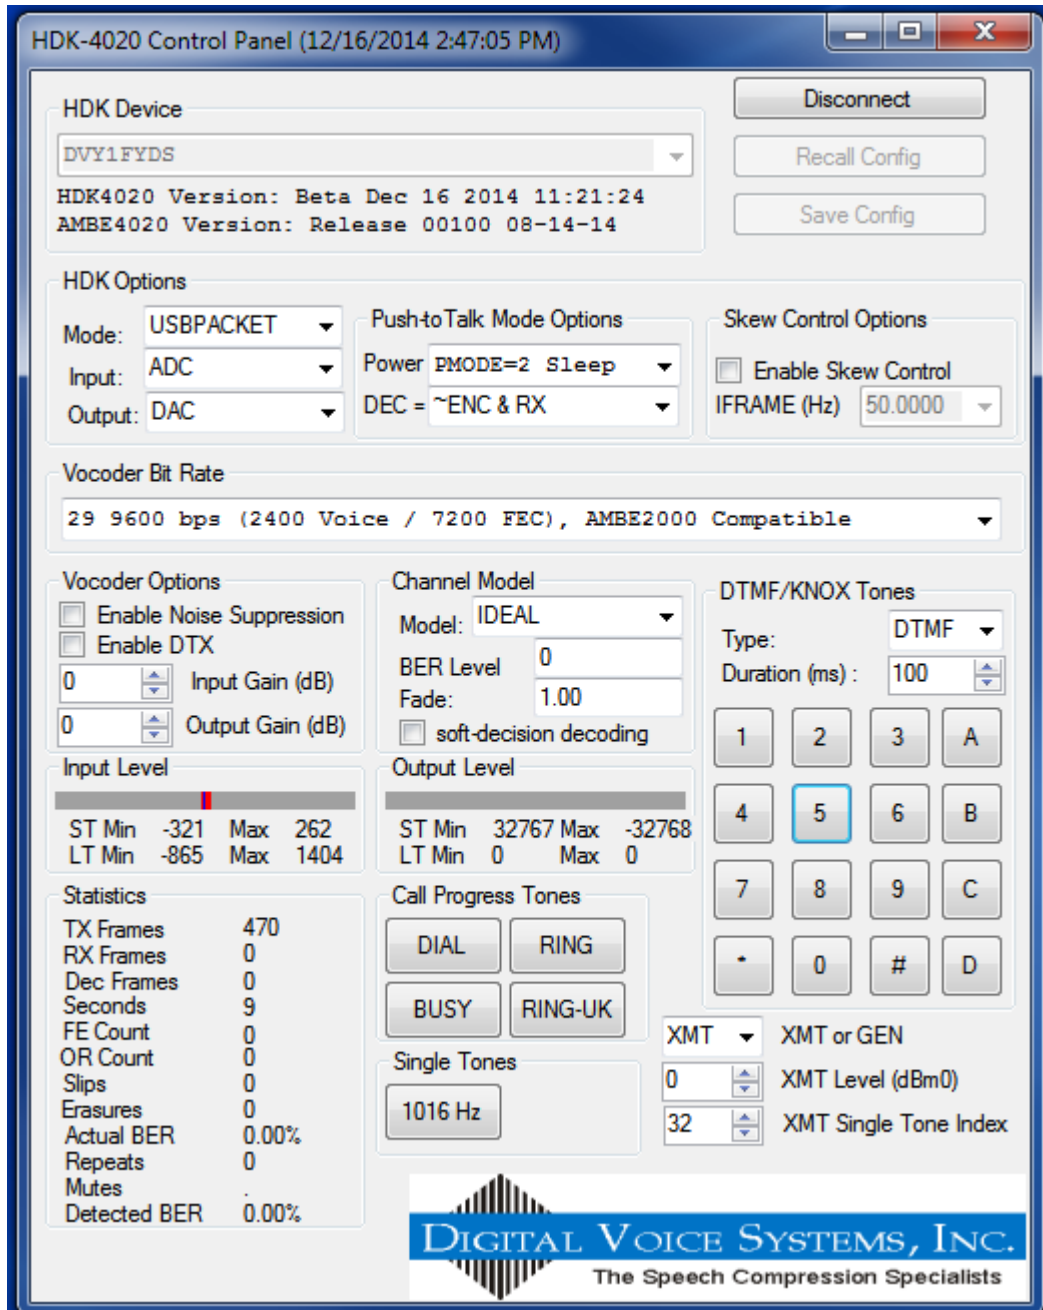 HDK-4020 Control Panel (12/16/2014 2:47:05 PM)
HDK Device
DVY1FYDS
HDK4020 Version: Beta Dec 16 2014 11:21:24
AMBE4020 Version: Release 00100 08-14-14
Disconnect
Recall Config
Save Config
HDK Options
Mode: USBPACKET
Input: ADC
Output: DAC
Push-to Talk Mode Options
Power PMODE=2 Sleep
DEC = ~ENC & RX
Skew Control Options
Enable Skew Control
IFRAME (Hz) 50.0000
Vocoder Bit Rate
29 9600 bps (2400 Voice / 7200 FEC), AMBE2000 Compatible
Vocoder Options
Enable Noise Suppression
Enable DTX
0 Input Gain (dB)
0 Output Gain (dB)
Channel Model
Model: IDEAL
BER Level 0
Fade: 1.00
soft-decision decoding
DTMF/KNOX Tones
Type: DTMF
Duration (ms) : 100
1 2 3 A
4 5 6 B
7 8 9 C
* 0 # D
Input Level
ST Min -321 Max 262
LT Min -865 Max 1404
Output Level
ST Min 32767 Max -32768
LT Min 0 Max 0
Statistics
TX Frames 470
RX Frames 0
Dec Frames 0
Seconds 9
FE Count 0
OR Count 0
Slips 0
Erasures 0
Actual BER 0.00%
Repeats 0
Mutes .
Detected BER 0.00%
Call Progress Tones
DIAL RING
BUSY RING-UK
Single Tones
1016 Hz
XMT XMT or GEN
0 XMT Level (dBm0)
32 XMT Single Tone Index
DIGITAL VOICE SYSTEMS, INC.
The Speech Compression Specialists